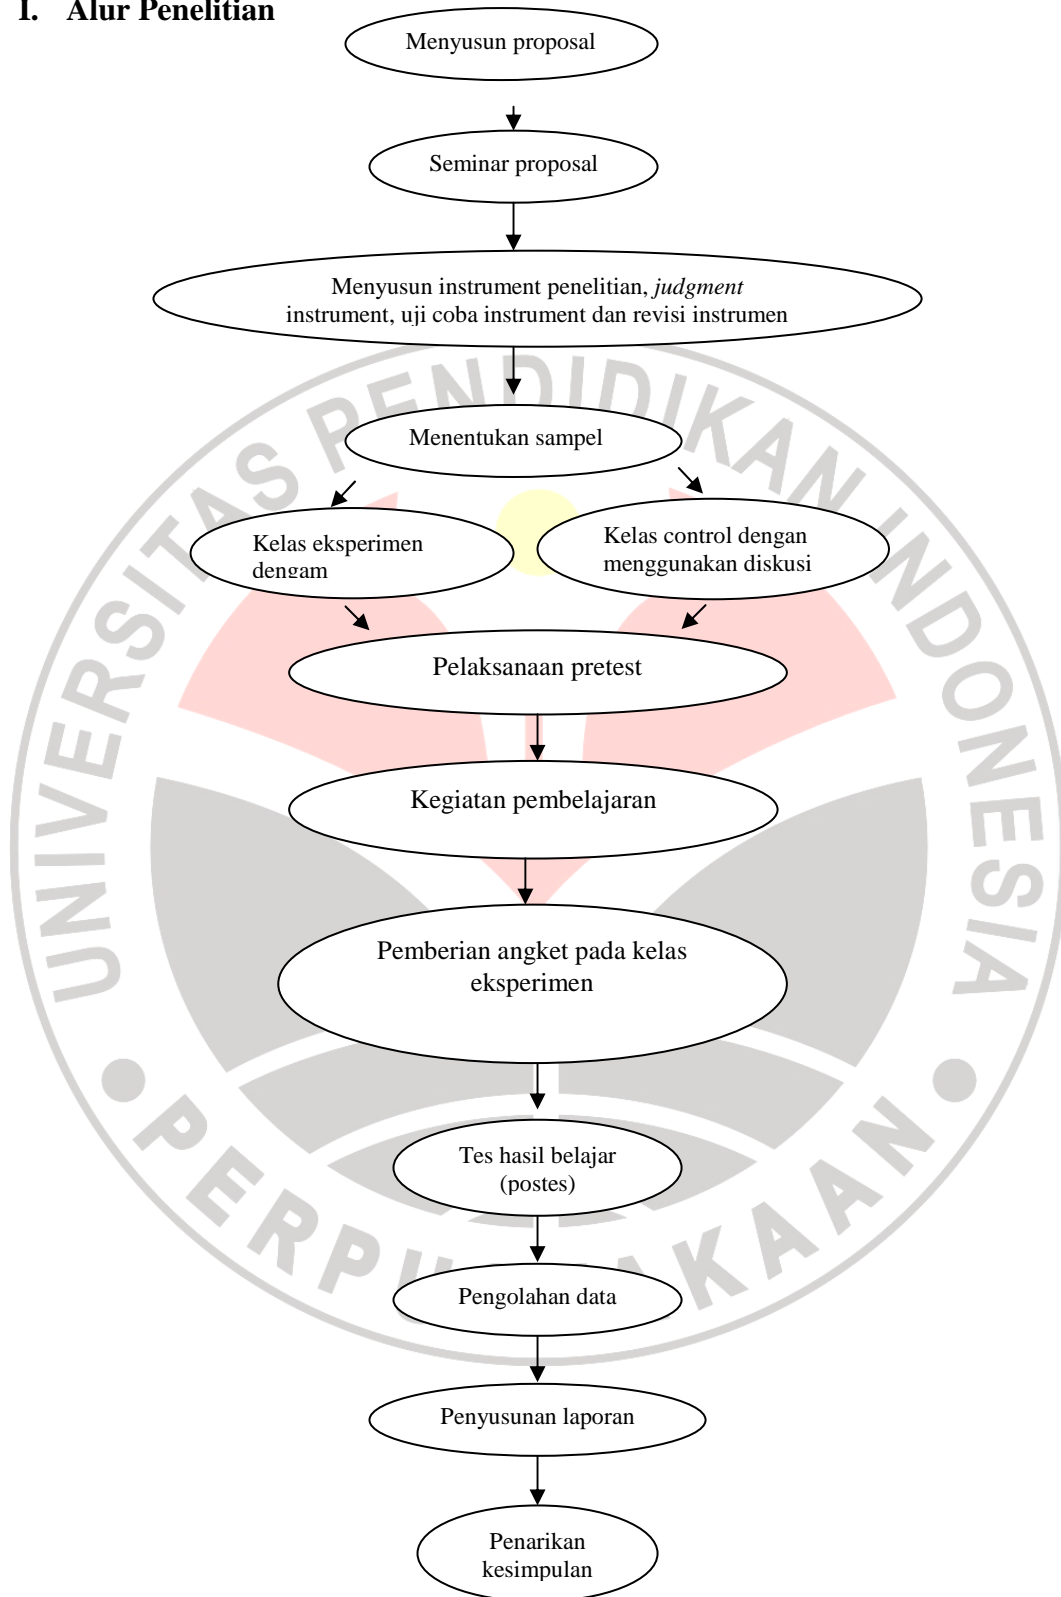 I. Alur Penelitian
Menyusun proposal
Seminar proposal
Menyusun instrument penelitian, judgment
instrument, uji coba instrument dan revisi instrumen
Menentukan sampel
Kelas eksperimen
dengam
Kelas control dengan
menggunakan diskusi
Pelaksanaan pretest
Kegiatan pembelajaran
Pemberian angket pada kelas
eksperimen
Tes hasil belajar
(postes)
Pengolahan data
Penyusunan laporan
Penarikan
kesimpulan
UNIVERSITAS PENDIDIKAN INDONESIA